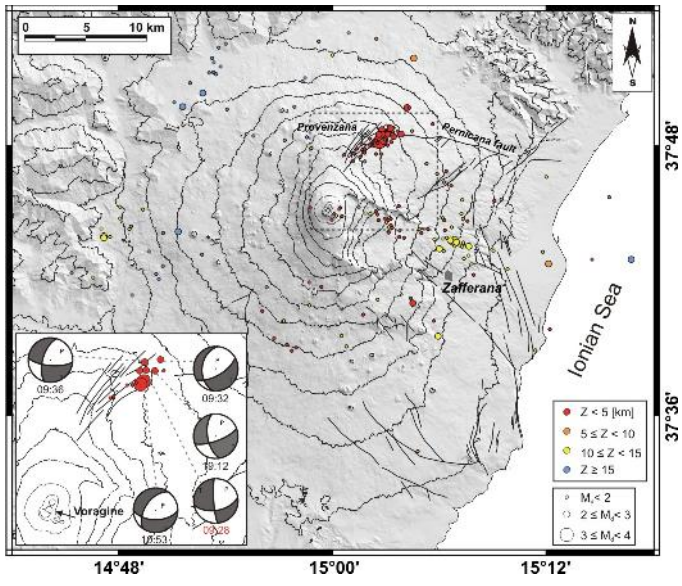 0 5 10 km
N
S
Provenzana
Pernicana fault
37°48'
Zafferana
Ionian Sea
09:36
09:32
19:12
Voragine
10:53
09:28
Z < 5 [km]
5 ≤ Z < 10
10 ≤ Z < 15
Z ≥ 15
37°36'
Md < 2
2 ≤ Md < 3
3 ≤ Md < 4
14°48' 15°00' 15°12'